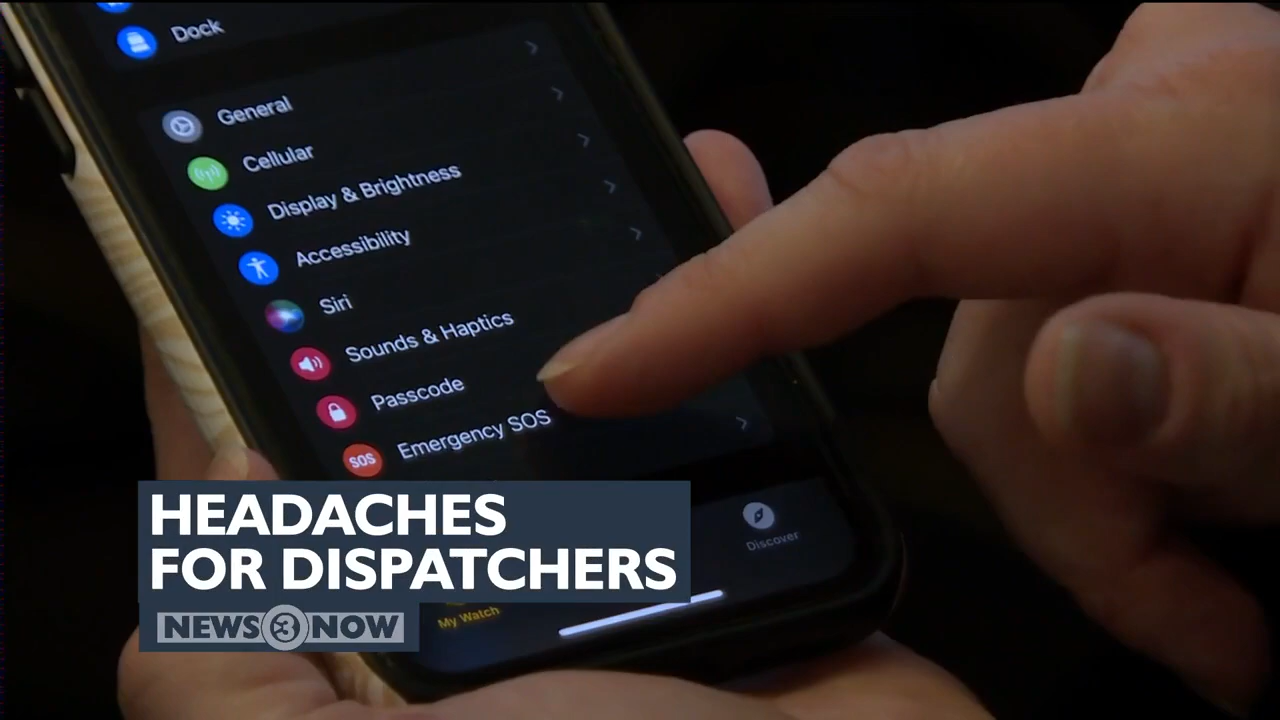 Dock
General
Cellular
Display & Brightness
Accessibility
Siri
Sounds & Haptics
Passcode
SOS Emergency SOS
HEADACHES
FOR DISPATCHERS
Discover
NEWS 3 NOW
My Watch